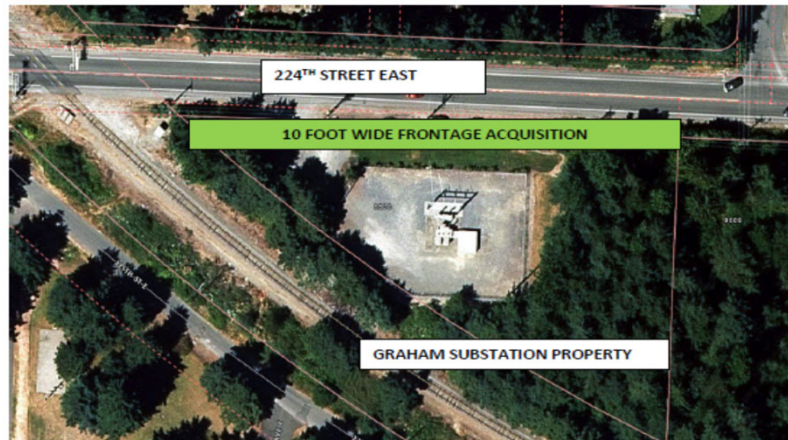 224TH STREET EAST
10 FOOT WIDE FRONTAGE ACQUISITION
GRAHAM SUBSTATION PROPERTY